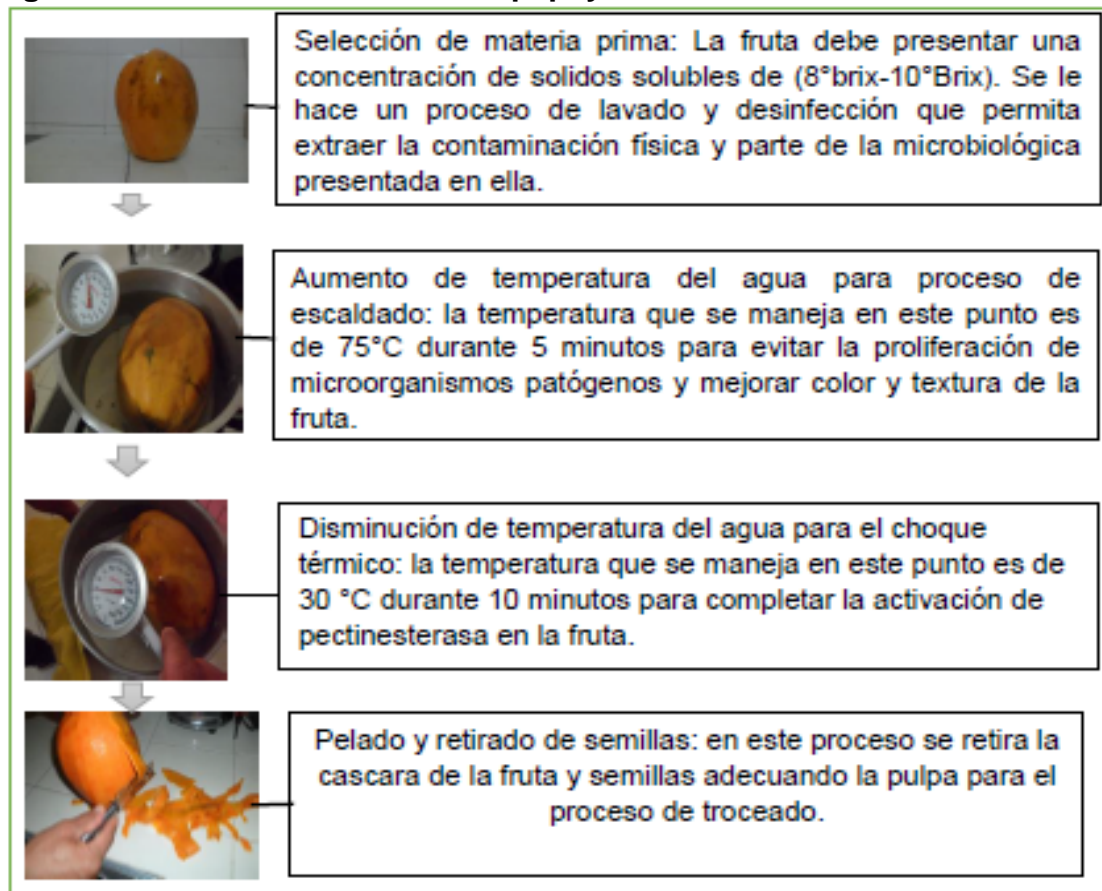 Selección de materia prima: La fruta debe presentar una
concentración de solidos solubles de (8°brix-10°Brix). Se le
hace un proceso de lavado y desinfección que permita
extraer la contaminación física y parte de la microbiológica
presentada en ella.
Aumento de temperatura del agua para proceso de
escaldado: la temperatura que se maneja en este punto es
de 75°C durante 5 minutos para evitar la proliferación de
microorganismos patógenos y mejorar color y textura de la
fruta.
Disminución de temperatura del agua para el choque
térmico: la temperatura que se maneja en este punto es de
30 °C durante 10 minutos para completar la activación de
pectinesterasa en la fruta.
Pelado y retirado de semillas: en este proceso se retira la
cascara de la fruta y semillas adecuando la pulpa para el
proceso de troceado.